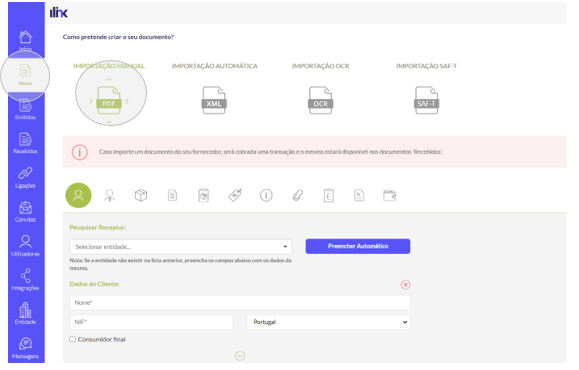 ilink
Como pretende criar o seu documento?
Início
Novo
Emitidos
Recebidos
Ligações
Convites
Utilizadores
Integrações
Entidade
Mensagens
IMPORTAÇÃO MANUAL
IMPORTAÇÃO AUTOMÁTICA
IMPORTAÇÃO OCR
IMPORTAÇÃO SAF-T
PDF
XML
OCR
SAF-T
Caso importe um documento do seu fornecedor, será cobrada uma transação e o mesmo estará disponível nos documentos 'Recebidos'.
Pesquisar Receptor:
Selecionar entidade...
Preencher Automático
Nota: Se a entidade não existir na lista anterior, preencha os campos abaixo com os dados da
mesma.
Dados do Cliente:
Nome*
NIF*
Portugal
Consumidor final